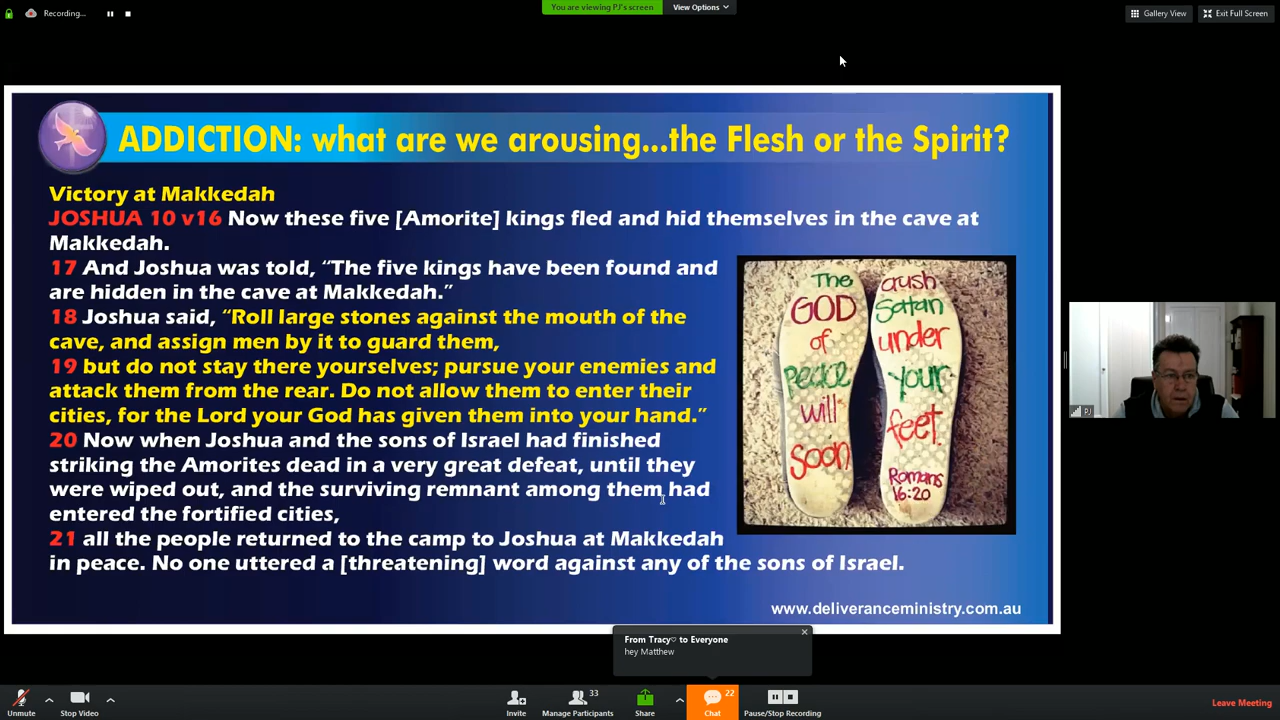 Recording...
You are viewing PJ's screen
View Options
Gallery View
Exit Full Screen
ADDICTION: what are we arousing...the Flesh or the Spirit?
Victory at Makkedah
JOSHUA 10 v16 Now these five [Amorite] kings fled and hid themselves in the cave at
Makkedah.
17 And Joshua was told, “The five kings have been found and
are hidden in the cave at Makkedah.”
18 Joshua said, “Roll large stones against the mouth of the
cave, and assign men by it to guard them,
19 but do not stay there yourselves; pursue your enemies and
attack them from the rear. Do not allow them to enter their
cities, for the Lord your God has given them into your hand.”
20 Now when Joshua and the sons of Israel had finished
striking the Amorites dead in a very great defeat, until they
were wiped out, and the surviving remnant among them had
entered the fortified cities,
21 all the people returned to the camp to Joshua at Makkedah
in peace. No one uttered a [threatening] word against any of the sons of Israel.
The
GOD
of
peace
will
soon
crush
Satan
under
your
feet.
Romans
16:20
www.deliveranceministry.com.au
PJ
From Tracy♡ to Everyone
hey Matthew
Unmute
Stop Video
Invite
33
Manage Participants
Share
22
Chat
Pause/Stop Recording
Leave Meeting